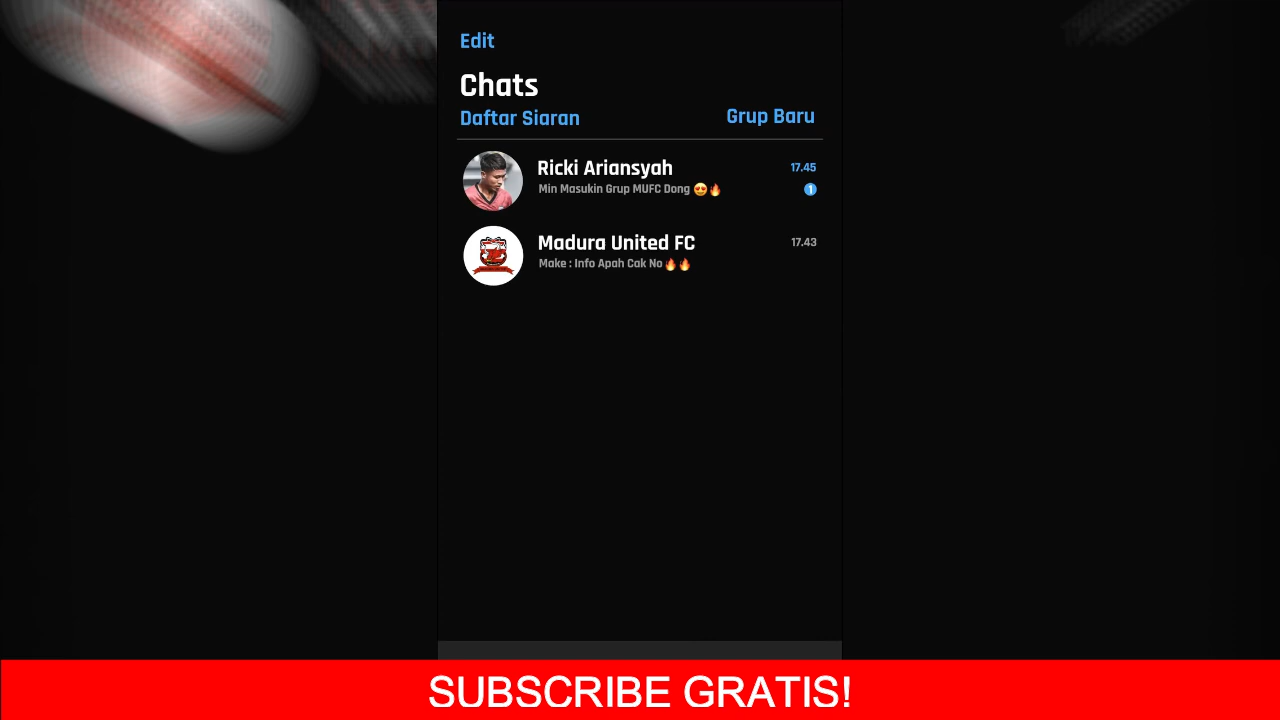 Edit
Chats
Daftar Siaran
Grup Baru
Ricki Ariansyah
17.45
Min Masukin Grup MUFC Dong 😍🔥
1
Madura United FC
17.43
Make : Info Apah Cak No🔥🔥
SUBSCRIBE GRATIS!